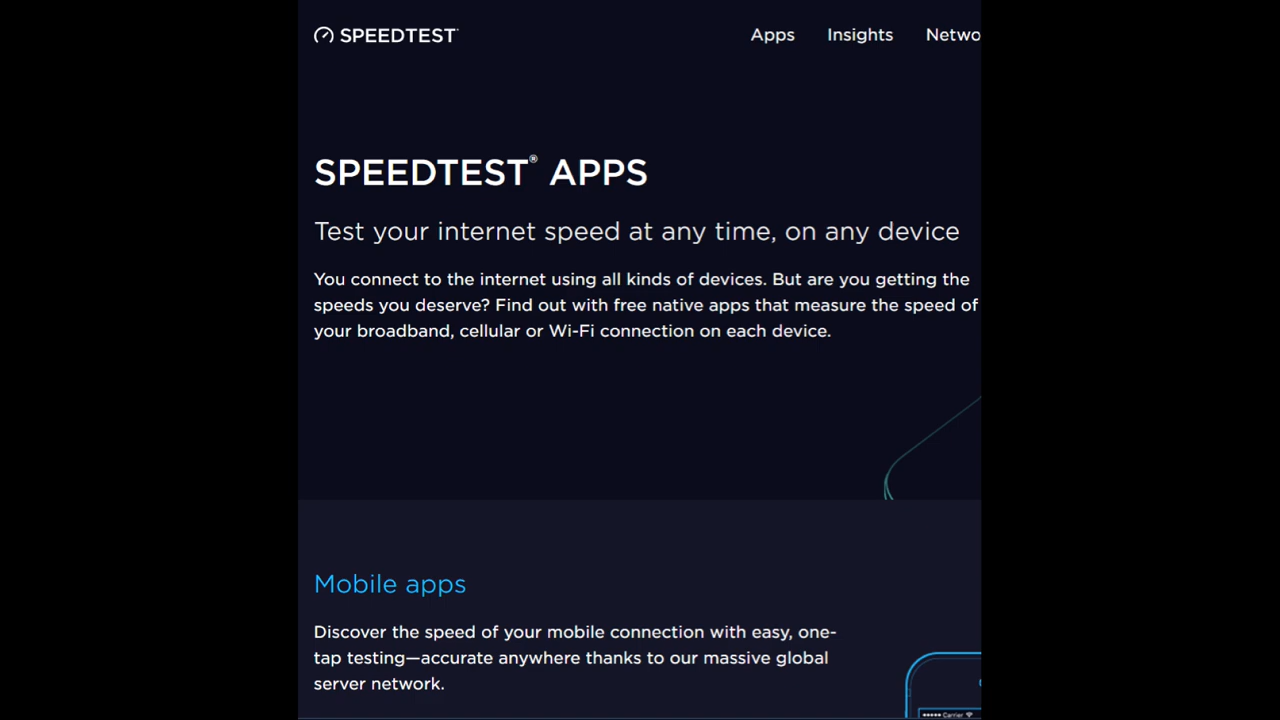 SPEEDTEST
Apps Insights Netwo
SPEEDTEST® APPS
Test your internet speed at any time, on any device
You connect to the internet using all kinds of devices. But are you getting the
speeds you deserve? Find out with free native apps that measure the speed of
your broadband, cellular or Wi-Fi connection on each device.
Mobile apps
Discover the speed of your mobile connection with easy, one-
tap testing—accurate anywhere thanks to our massive global
server network.
Carrier